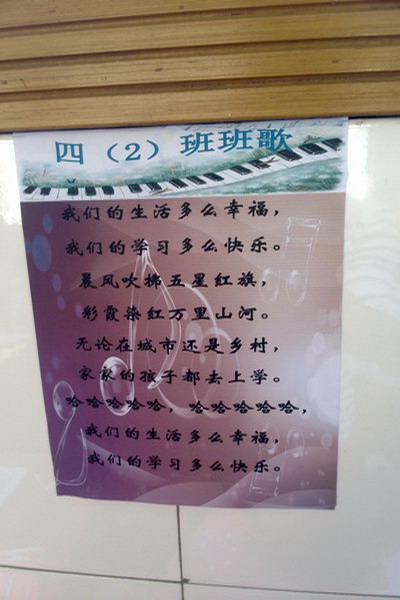 四（2）班班歌
我们的生活多么幸福，
我们的学习多么快乐。
晨风吹拂五星红旗，
彩霞染红万里山河。
无论在城市还是乡村，
家家的孩子都去上学。
哈哈哈哈哈，哈哈哈哈哈，
我们的生活多么幸福，
我们的学习多么快乐。